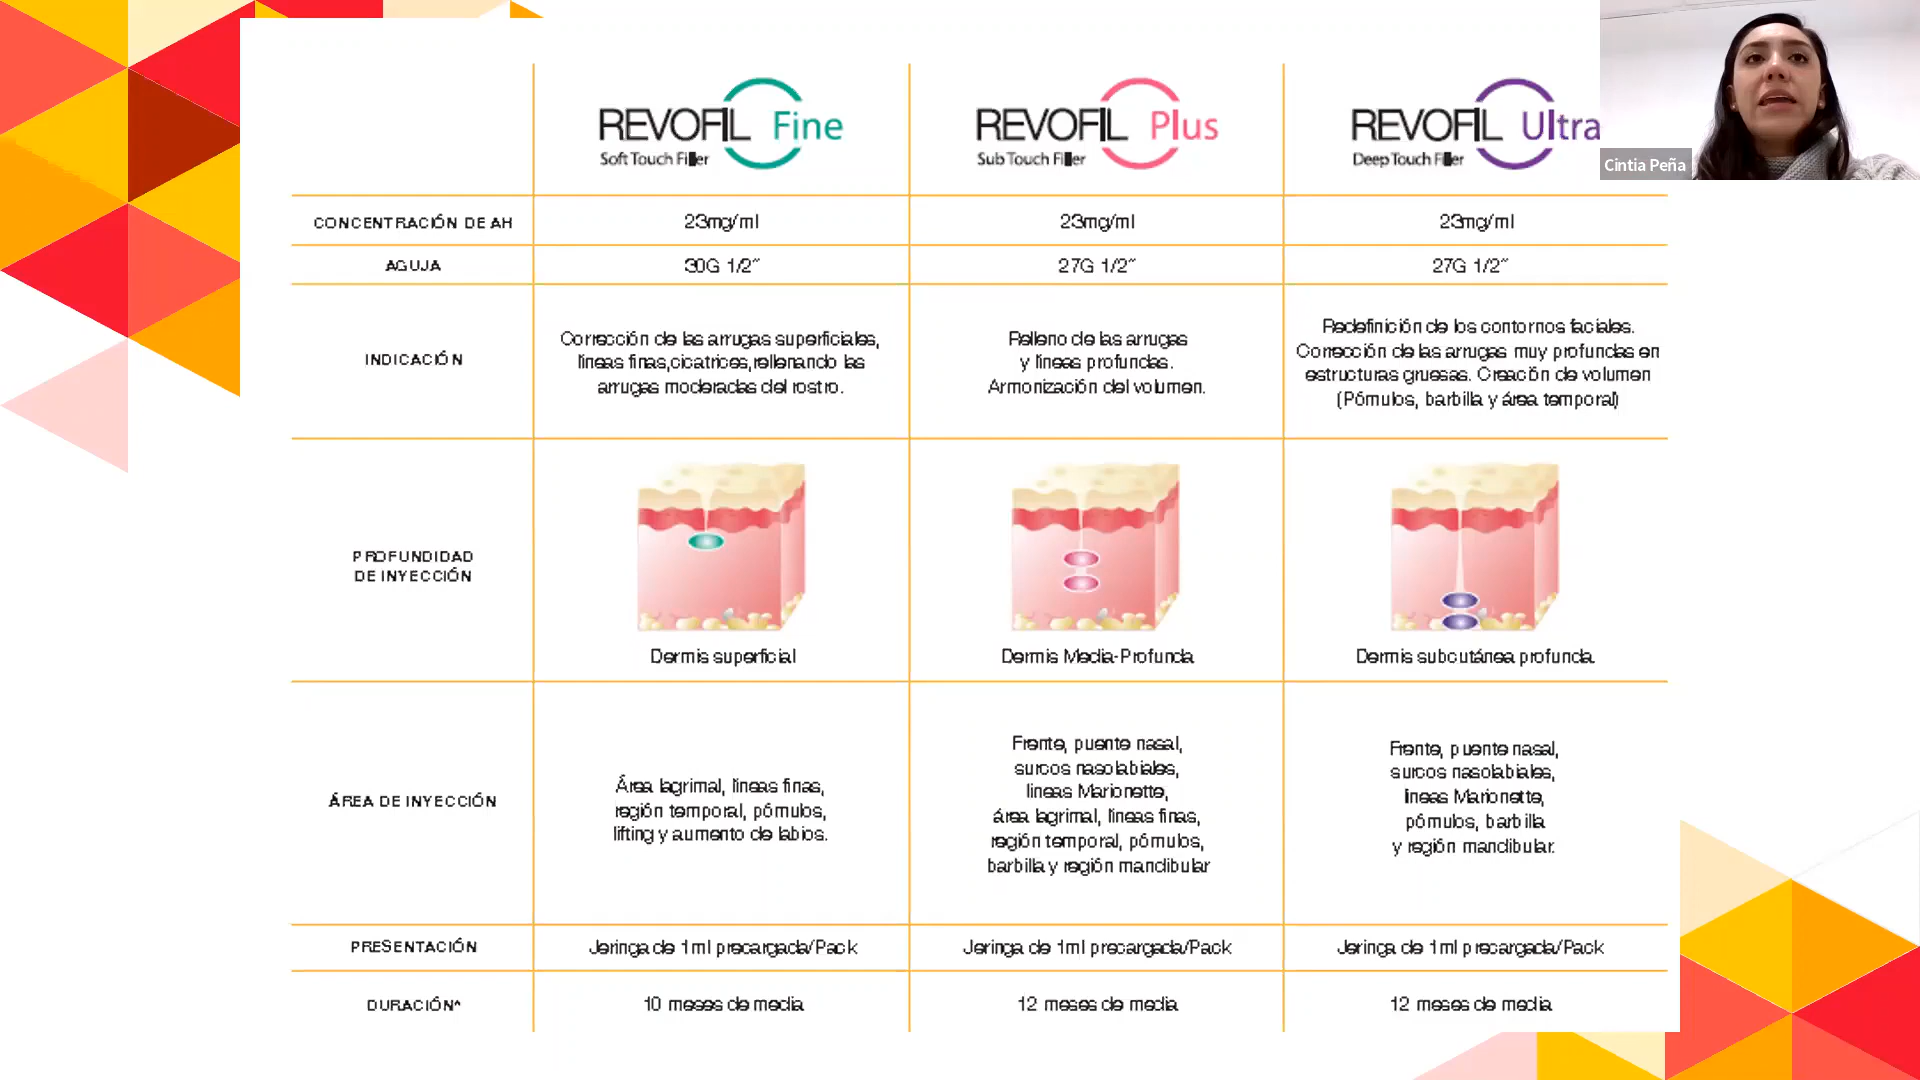 REVOFIL Fine
Soft Touch Filler
REVOFIL Plus
Sub Touch Filler
REVOFIL Ultra
Deep Touch Filler
Cintia Peña
CONCENTRACIÓN DE AH
23mg/ml
23mg/ml
23mg/ml
AGUJA
30G 1/2˝
27G 1/2˝
27G 1/2˝
INDICACIÓN
Corrección de las arrugas superficiales,
líneas finas,cicatrices,rellenando las
arrugas moderadas del rostro.
Relleno de las arrugas
y líneas profundas.
Armonización del volumen.
Redefinición de los contornos faciales.
Corrección de las arrugas muy profundas en
estructuras gruesas. Creación de volumen
(Pómulos, barbilla y área temporal)
PROFUNDIDAD
DE INYECCIÓN
Dermis superficial
Dermis Media-Profunda
Dermis subcutánea profunda
ÁREA DE INYECCIÓN
Área lagrimal, líneas finas,
región temporal, pómulos,
lifting y aumento de labios.
Frente, puente nasal,
surcos nasolabiales,
lineas Marionette,
área lagrimal, líneas finas,
región temporal, pómulos,
barbilla y región mandibular
Frente, puente nasal,
surcos nasolabiales,
lineas Marionette,
pómulos, barbilla
y región mandibular.
PRESENTACIÓN
Jeringa de 1ml precargada/Pack
Jeringa de 1ml precargada/Pack
Jeringa de 1ml precargada/Pack
DURACIÓN*
10 meses de media
12 meses de media
12 meses de media